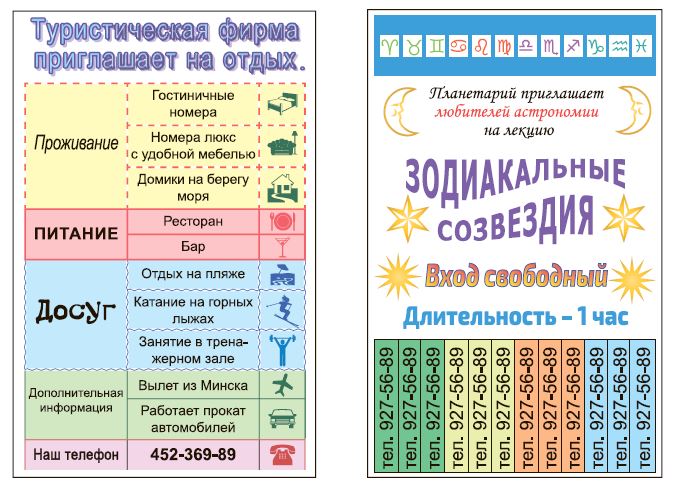 Туристическая фирма
приглашает на отдых.
Проживание
Гостиничные
номера
Номера люкс
с удобной мебелью
Домики на берегу
моря
ПИТАНИЕ
Ресторан
Бар
Досуг
Отдых на пляже
Катание на горных
лыжах
Занятие в трена-
жерном зале
Дополнительная
информация
Вылет из Минска
Работает прокат
автомобилей
Наш телефон
452-369-89
♈ ♉ ♊ ♋ ♌ ♍ ♎ ♏ ♐ ♑ ♒ ♓
Планетарий приглашает
любителей астрономии
на лекцию
ЗОДИАКАЛЬНЫЕ
СОЗВЕЗДИЯ
Вход свободный
Длительность – 1 час
тел. 927-56-89
тел. 927-56-89
тел. 927-56-89
тел. 927-56-89
тел. 927-56-89
тел. 927-56-89
тел. 927-56-89
тел. 927-56-89
тел. 927-56-89
тел. 927-56-89
тел. 927-56-89
тел. 927-56-89